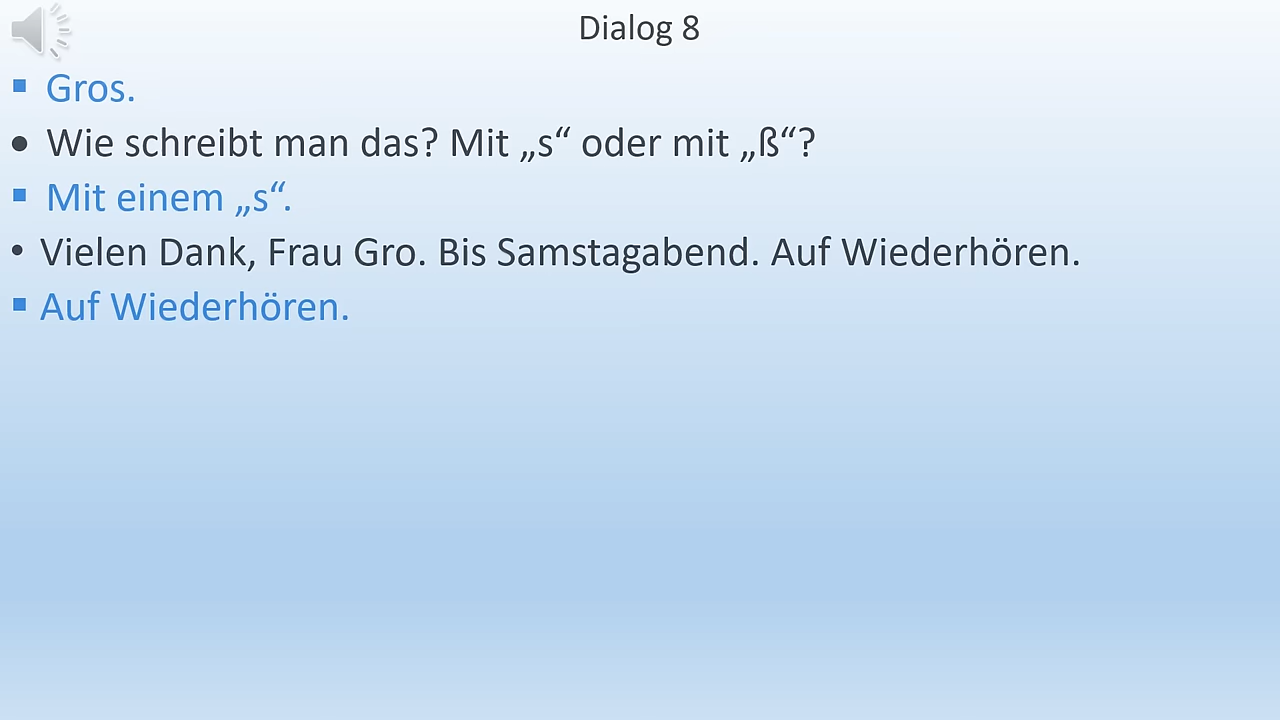 Dialog 8
▪ Gros.
• Wie schreibt man das? Mit „s“ oder mit „ß“?
▪ Mit einem „s“.
• Vielen Dank, Frau Gro. Bis Samstagabend. Auf Wiederhören.
▪ Auf Wiederhören.